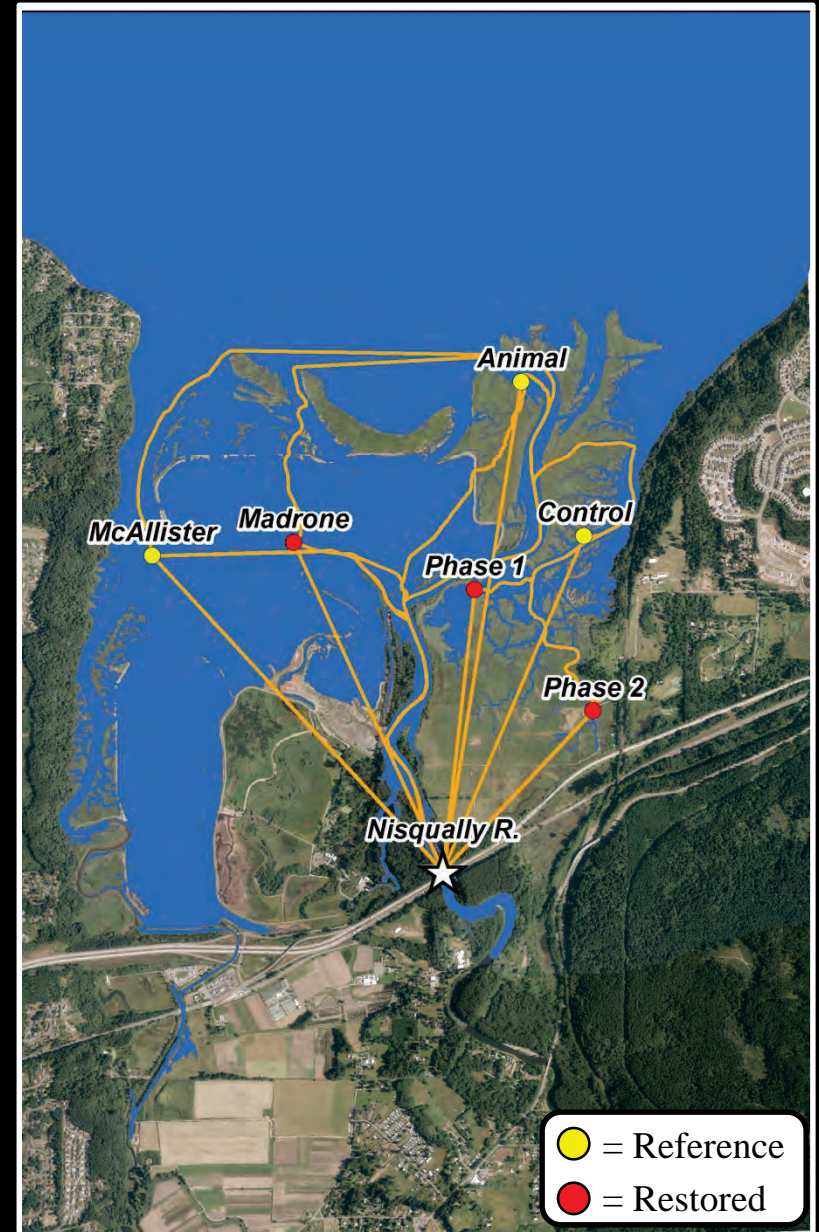 Animal
McAllister
Madrone
Control
Phase 1
Phase 2
Nisqually R.
= Reference
= Restored